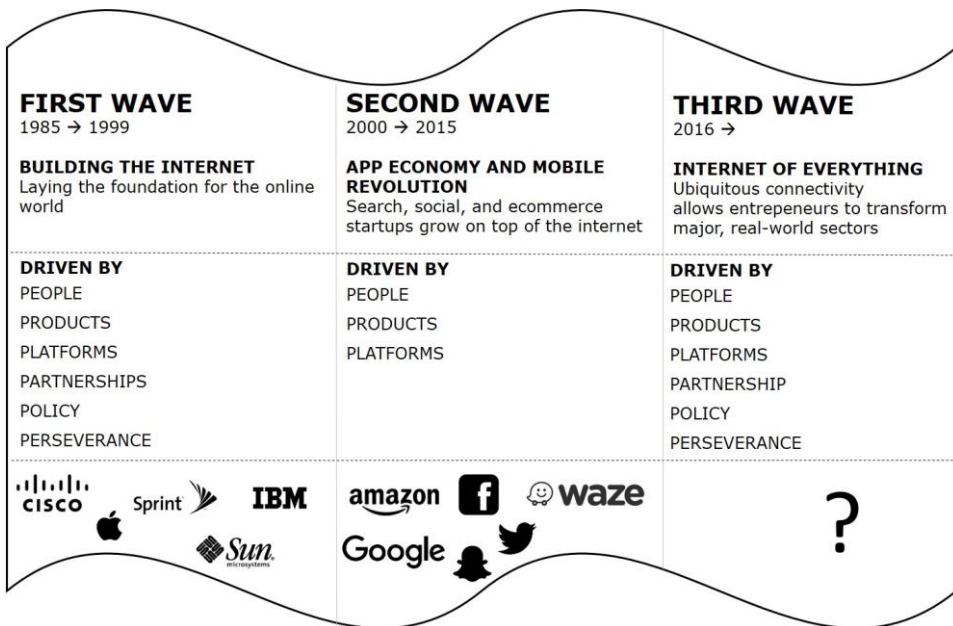 FIRST WAVE
1985 → 1999
BUILDING THE INTERNET
Laying the foundation for the online
world
DRIVEN BY
PEOPLE
PRODUCTS
PLATFORMS
PARTNERSHIPS
POLICY
PERSEVERANCE
CISCO
Sprint
IBM
Sun
microsystems
SECOND WAVE
2000 → 2015
APP ECONOMY AND MOBILE
REVOLUTION
Search, social, and ecommerce
startups grow on top of the internet
DRIVEN BY
PEOPLE
PRODUCTS
PLATFORMS
amazon
f
waze
Google
THIRD WAVE
2016 →
INTERNET OF EVERYTHING
Ubiquitous connectivity
allows entrepeneurs to transform
major, real-world sectors
DRIVEN BY
PEOPLE
PRODUCTS
PLATFORMS
PARTNERSHIP
POLICY
PERSEVERANCE
?